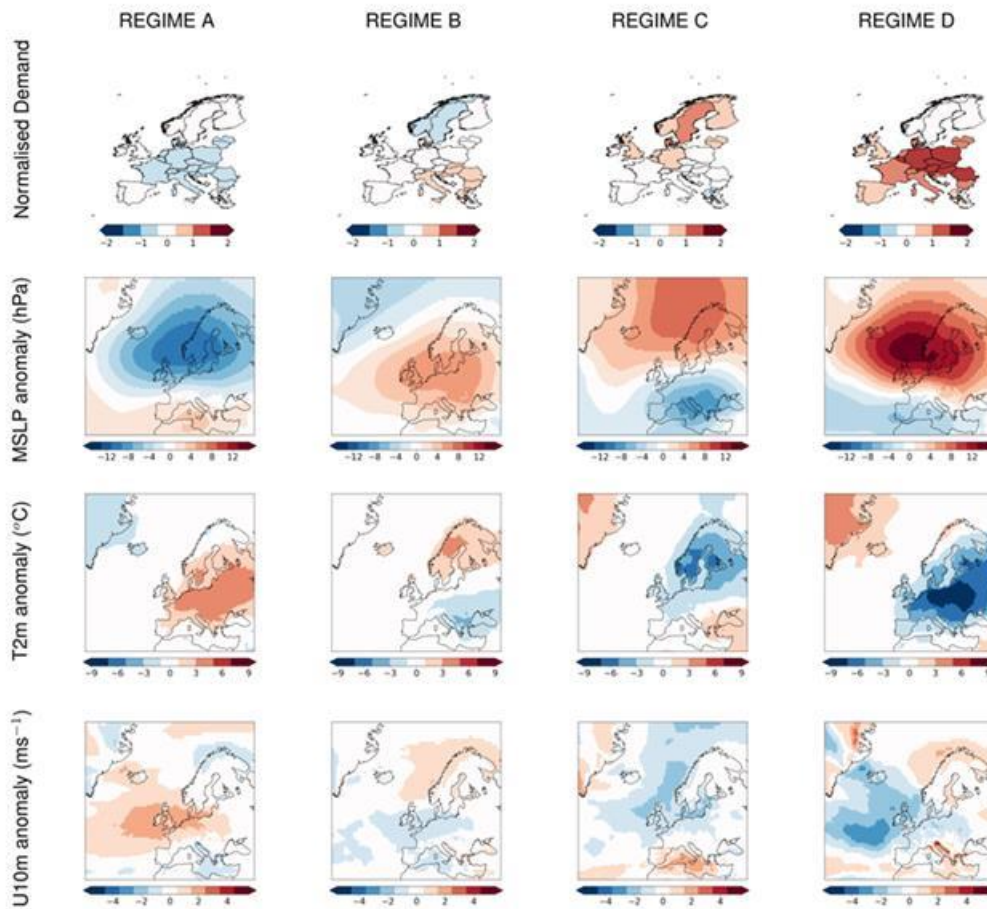 REGIME A REGIME B REGIME C REGIME D
Normalised Demand
−2 −1 0 1 2 −2 −1 0 1 2 −2 −1 0 1 2 −2 −1 0 1 2
MSLP anomaly (hPa)
−12 −8 −4 0 4 8 12 −12 −8 −4 0 4 8 12 −12 −8 −4 0 4 8 12 −12 −8 −4 0 4 8 12
T2m anomaly (°C)
−9 −6 −3 0 3 6 9 −9 −6 −3 0 3 6 9 −9 −6 −3 0 3 6 9 −9 −6 −3 0 3 6 9
U10m anomaly (ms⁻¹)
−4 −2 0 2 4 −4 −2 0 2 4 −4 −2 0 2 4 −4 −2 0 2 4